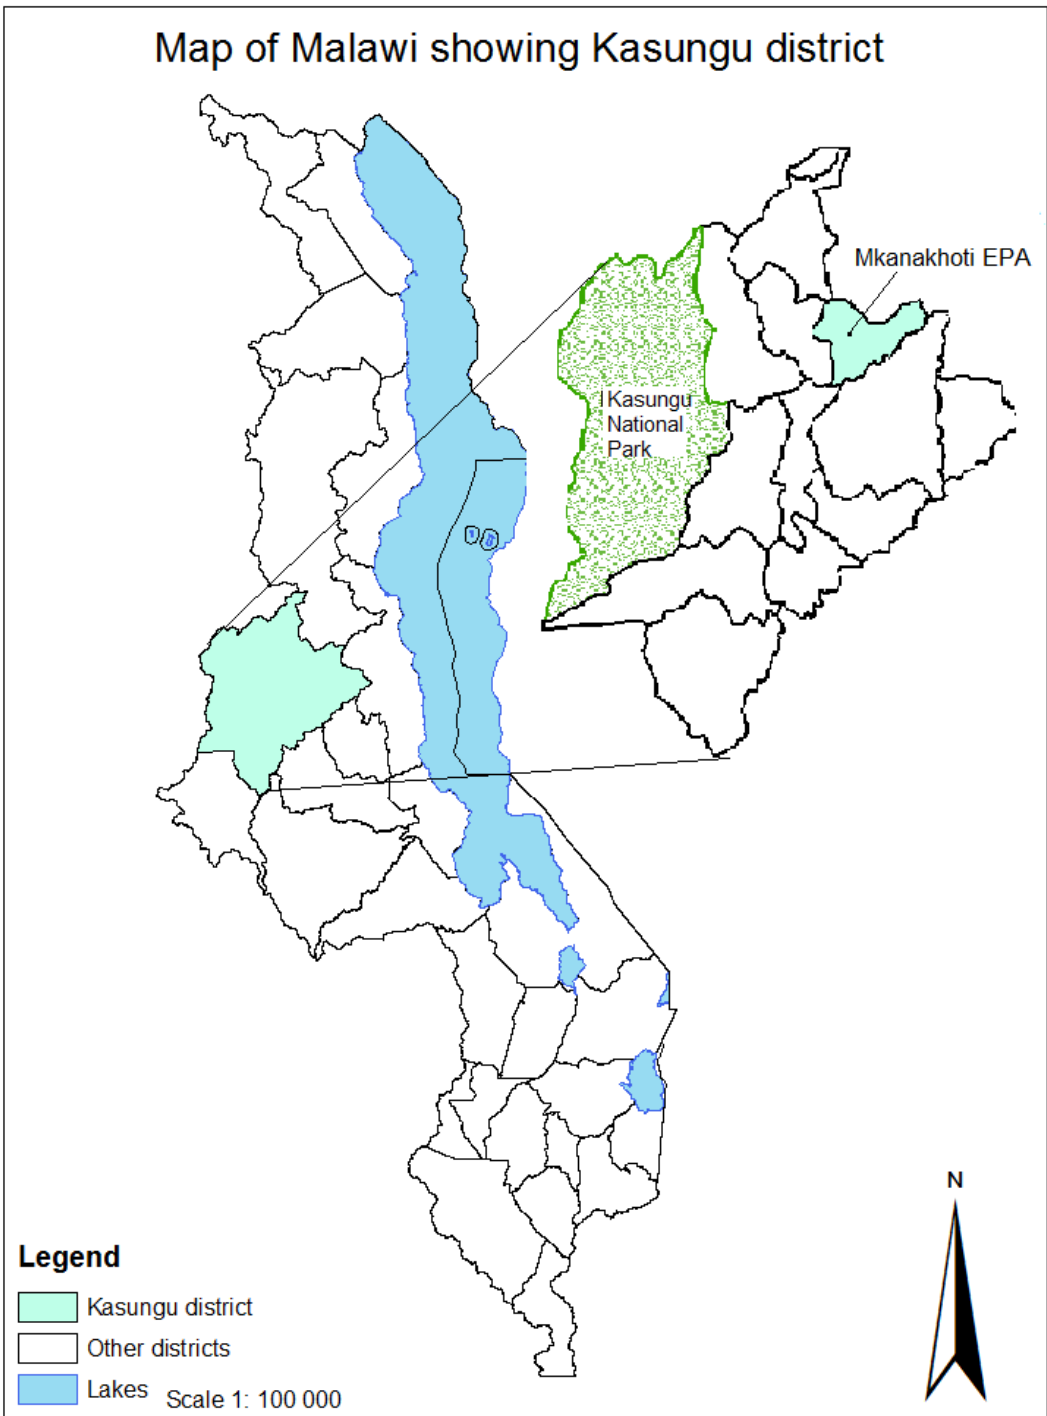 Map of Malawi showing Kasungu district
Mkanakhoti EPA
Kasungu
National
Park
N
Legend
Kasungu district
Other districts
Lakes
Scale 1: 100 000